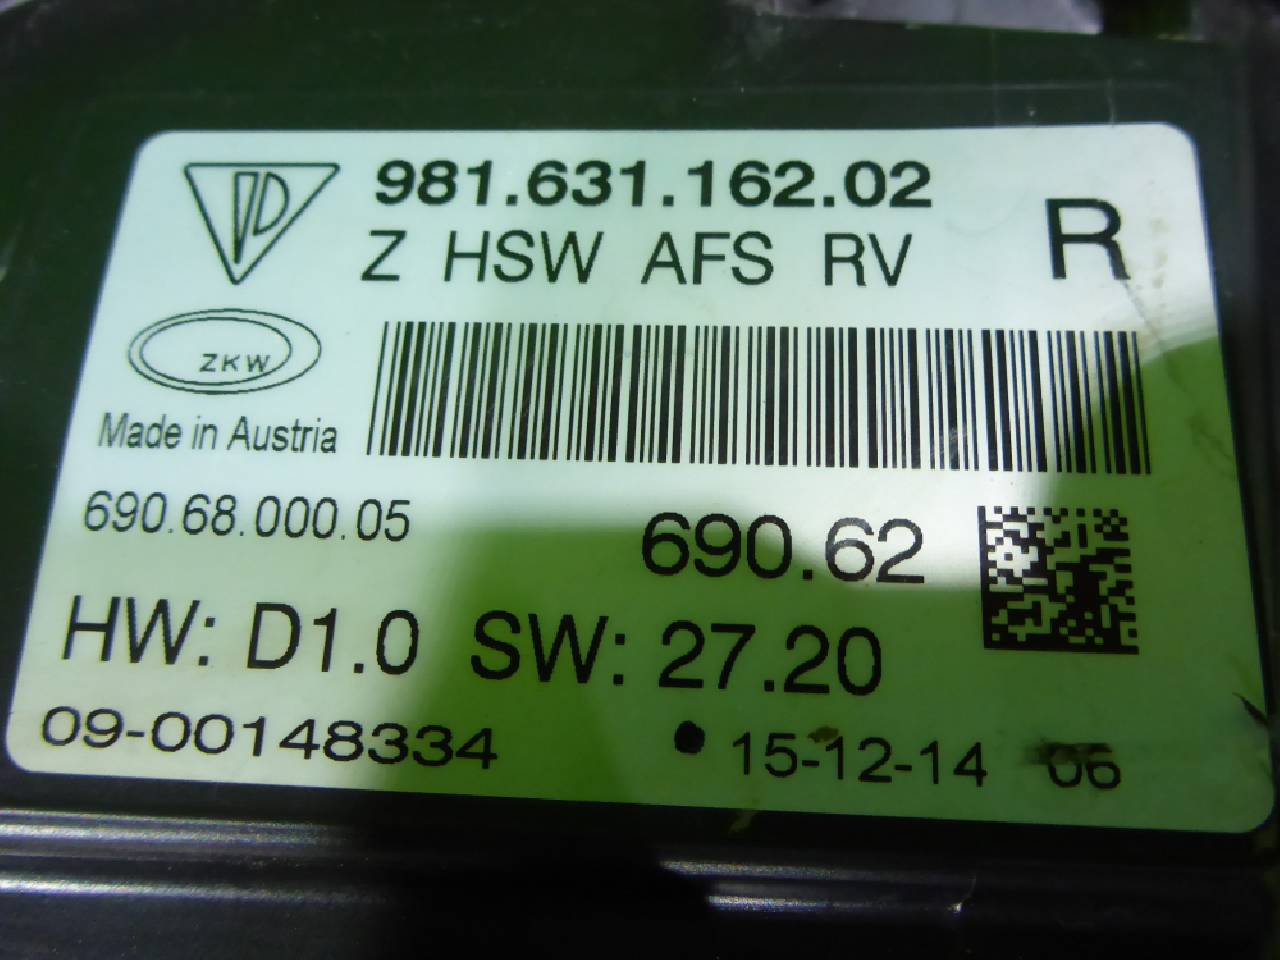 981.631.162.02
Z HSW AFS RV R
ZKW
Made in Austria
690.68.000.05
690.62
HW: D1.0 SW: 27.20
09-00148334
15-12-14 06